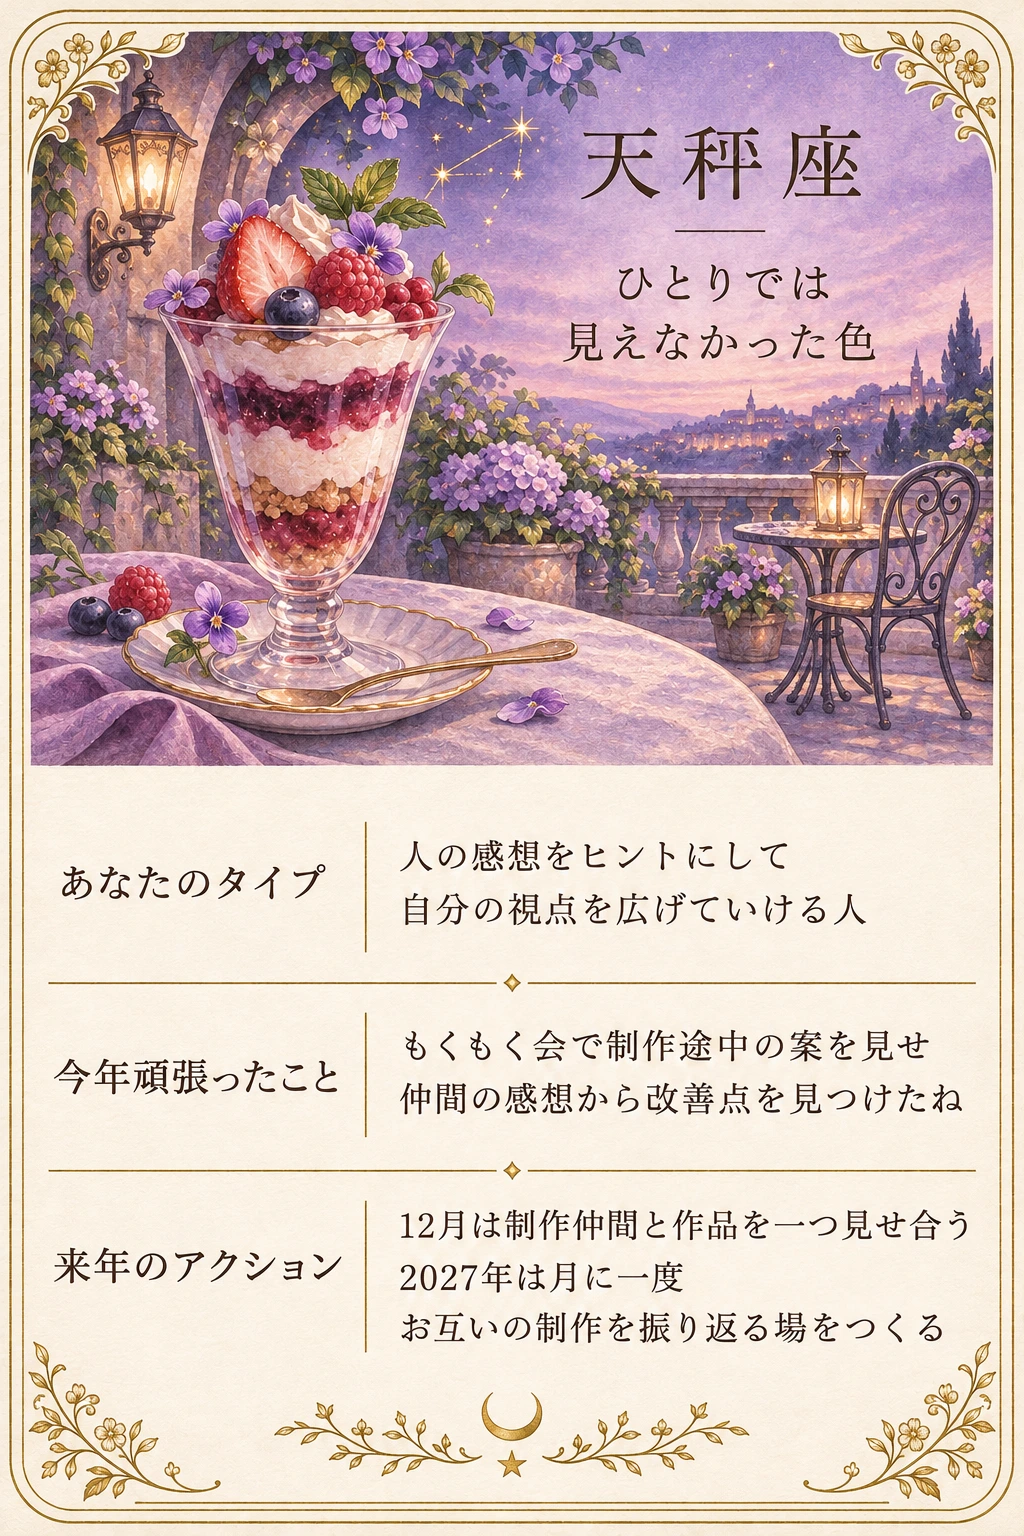 天秤座
ひとりでは
見えなかった色
あなたのタイプ
人の感想をヒントにして
自分の視点を広げていける人
今年頑張ったこと
もくもく会で制作途中の案を見せ
仲間の感想から改善点を見つけたね
来年のアクション
12月は制作仲間と作品を一つ見せ合う
2027年は月に一度
お互いの制作を振り返る場をつくる